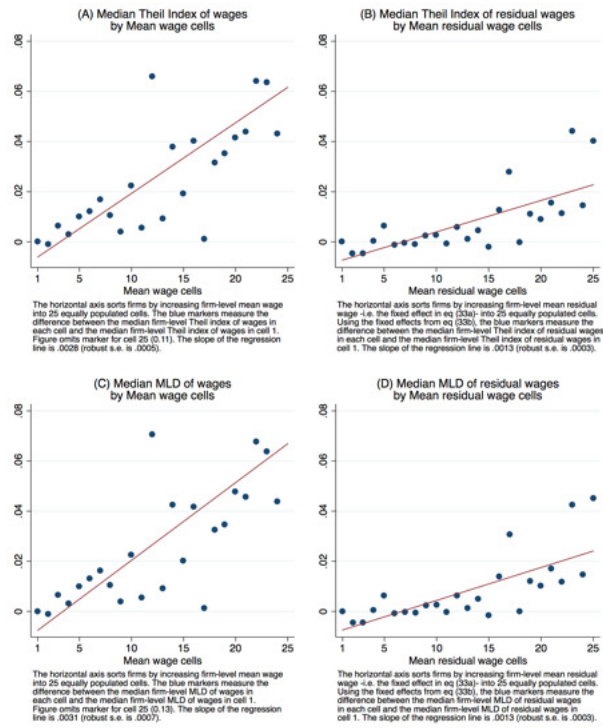 (A) Median Theil Index of wages
by Mean wage cells
.08
.06
.04
.02
0
1
5
10
15
20
25
Mean wage cells
The horizontal axis sorts firms by increasing firm-level mean wage
into 25 equally populated cells. The blue markers measure the
difference between the median firm-level Theil index of wages in
each cell and the median firm-level Theil index of wages in cell 1.
Figure omits marker for cell 25 (0.11). The slope of the regression
line is .0028 (robust s.e. is .0005).
(B) Median Theil Index of residual wages
by Mean residual wage cells
.08
.06
.04
.02
0
1
5
10
15
20
25
Mean residual wage cells
The horizontal axis sorts firms by increasing firm-level mean residual
wage -i.e. the fixed effect in eq (33a)- into 25 equally populated cells.
Using the fixed effects from eq (33b), the blue markers measure the
difference between the median firm-level Theil index of residual wages
in each cell and the median firm-level Theil index of residual wages in
cell 1. The slope of the regression line is .0013 (robust s.e. is .0003).
(C) Median MLD of wages
by Mean wage cells
.08
.06
.04
.02
0
1
5
10
15
20
25
Mean wage cells
The horizontal axis sorts firms by increasing firm-level mean wage
into 25 equally populated cells. The blue markers measure the
difference between the median firm-level MLD of wages in
each cell and the median firm-level MLD of wages in cell 1.
Figure omits marker for cell 25 (0.13). The slope of the regression
line is .0031 (robust s.e. is .0007).
(D) Median MLD of residual wages
by Mean residual wage cells
.08
.06
.04
.02
0
1
5
10
15
20
25
Mean residual wage cells
The horizontal axis sorts firms by increasing firm-level mean residual
wage -i.e. the fixed effect in eq (33a)- into 25 equally populated cells.
Using the fixed effects from eq (33b), the blue markers measure the
difference between the median firm-level MLD of residual wages
in each cell and the median firm-level MLD of residual wages in
cell 1. The slope of the regression line is .0013 (robust s.e. is .0003).